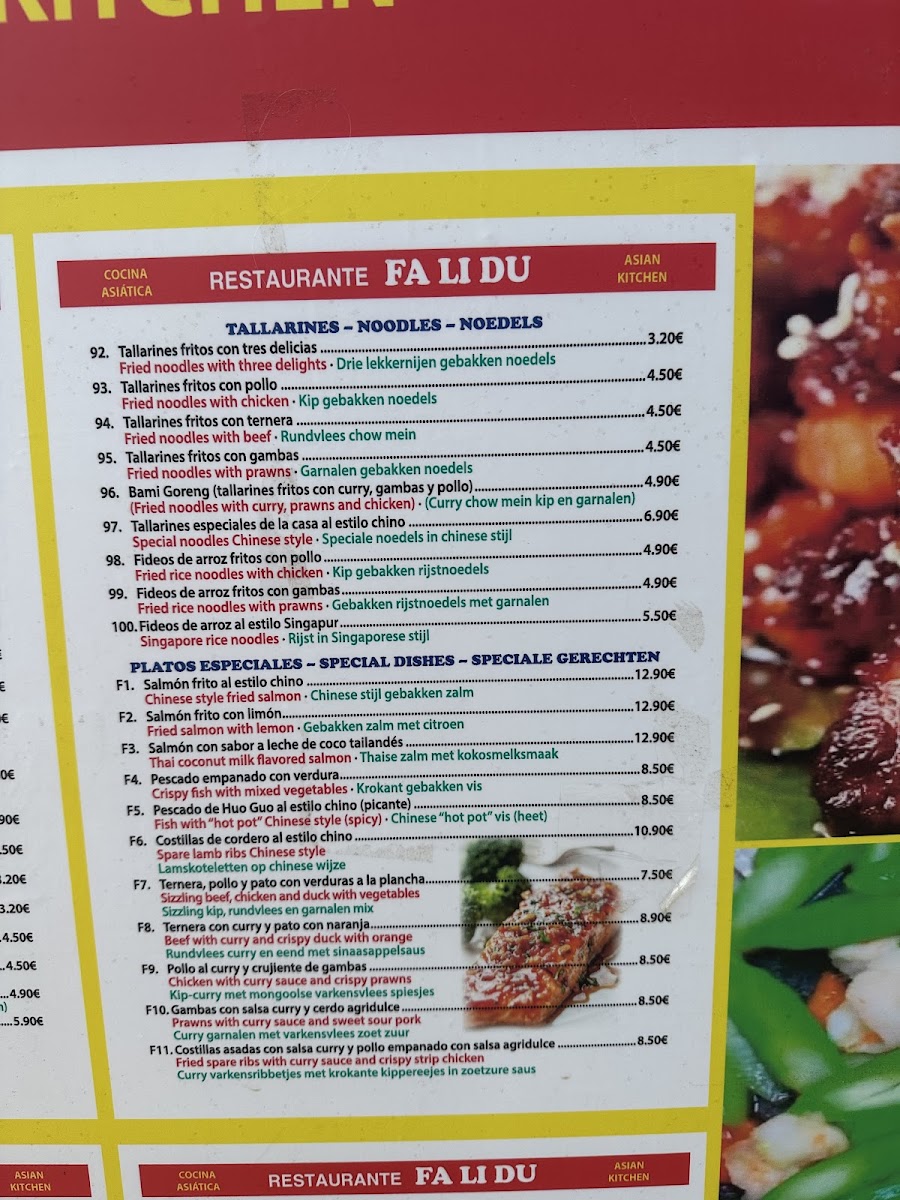 KITCHEN
COCINA ASIÁTICA
RESTAURANTE FA LI DU
ASIAN KITCHEN
TALLARINES – NOODLES – NOEDELS
92. Tallarines fritos con tres delicias ... 3.20€
Fried noodles with three delights · Drie lekkernijen gebakken noedels
93. Tallarines fritos con pollo ... 4.50€
Fried noodles with chicken · Kip gebakken noedels
94. Tallarines fritos con ternera ... 4.50€
Fried noodles with beef · Rundvlees chow mein
95. Tallarines fritos con gambas ... 4.50€
Fried noodles with prawns · Garnalen gebakken noedels
96. Bami Goreng (tallarines fritos con curry, gambas y pollo) ... 4.90€
(Fried noodles with curry, prawns and chicken) · (Curry chow mein kip en garnalen)
97. Tallarines especiales de la casa al estilo chino ... 6.90€
Special noodles Chinese style · Speciale noedels in chinese stijl
98. Fideos de arroz fritos con pollo ... 4.90€
Fried rice noodles with chicken · Kip gebakken rijstnoedels
99. Fideos de arroz fritos con gambas ... 4.90€
Fried rice noodles with prawns · Gebakken rijstnoedels met garnalen
100. Fideos de arroz al estilo Singapur ... 5.50€
Singapore rice noodles · Rijst in Singaporese stijl
PLATOS ESPECIALES – SPECIAL DISHES – SPECIALE GERECHTEN
F1. Salmón frito al estilo chino ... 12.90€
Chinese style fried salmon · Chinese stijl gebakken zalm
F2. Salmón frito con limón ... 12.90€
Fried salmon with lemon · Gebakken zalm met citroen
F3. Salmón con sabor a leche de coco tailandés ... 12.90€
Thai coconut milk flavored salmon · Thaise zalm met kokosmelksmaak
F4. Pescado empanado con verdura ... 8.50€
Crispy fish with mixed vegetables · Krokant gebakken vis
F5. Pescado de Huo Guo al estilo chino (picante) ... 8.50€
Fish with "hot pot" Chinese style (spicy) · Chinese "hot pot" vis (heet)
F6. Costillas de cordero al estilo chino ... 10.90€
Spare lamb ribs Chinese style
Lamskoteletten op chinese wijze
F7. Ternera, pollo y pato con verduras a la plancha ... 7.50€
Sizzling beef, chicken and duck with vegetables
Sizzling kip, rundvlees en garnalen mix
F8. Ternera con curry y pato con naranja ... 8.90€
Beef with curry and crispy duck with orange
Rundvlees curry en eend met sinaasappelsaus
F9. Pollo al curry y crujiente de gambas ... 8.50€
Chicken with curry sauce and crispy prawns
Kip-curry met mongoolse varkensvlees spiesjes
F10. Gambas con salsa curry y cerdo agridulce ... 8.50€
Prawns with curry sauce and sweet sour pork
Curry garnalen met varkensvlees zoet zuur
F11. Costillas asadas con salsa curry y pollo empanado con salsa agridulce ... 8.50€
Fried spare ribs with curry sauce and crispy strip chicken
Curry varkensribbetjes met krokante kippereejes in zoetzure saus
3.20€
4.50€
4.50€
4.90€
5.90€
ASIAN KITCHEN
COCINA ASIÁTICA
RESTAURANTE FA LI DU
ASIAN KITCHEN